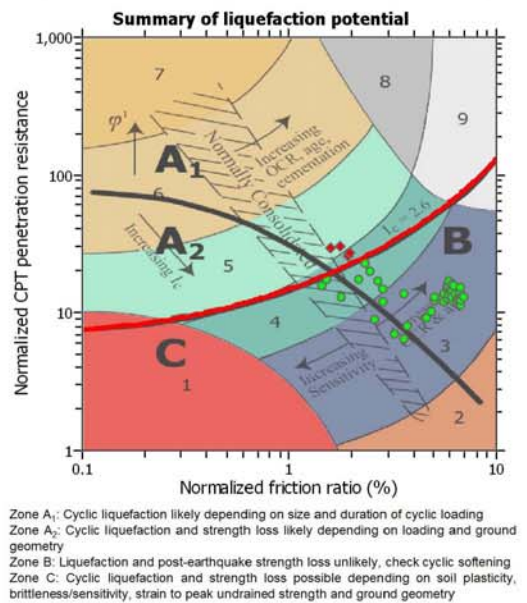 Summary of liquefaction potential
Normalized CPT penetration resistance
1,000
100
10
1
7
8
9
φ'
A1
Increasing
OCR, age,
cementation
Normally Consolidated
6
A2
Increasing Ic
5
Ic = 2.6
B
4
C
1
3
Increasing
Sensitivity
2
0.1
1
10
Normalized friction ratio (%)
Zone A1: Cyclic liquefaction likely depending on size and duration of cyclic loading
Zone A2: Cyclic liquefaction and strength loss likely depending on loading and ground
geometry
Zone B: Liquefaction and post-earthquake strength loss unlikely, check cyclic softening
Zone C: Cyclic liquefaction and strength loss possible depending on soil plasticity,
brittleness/sensitivity, strain to peak undrained strength and ground geometry